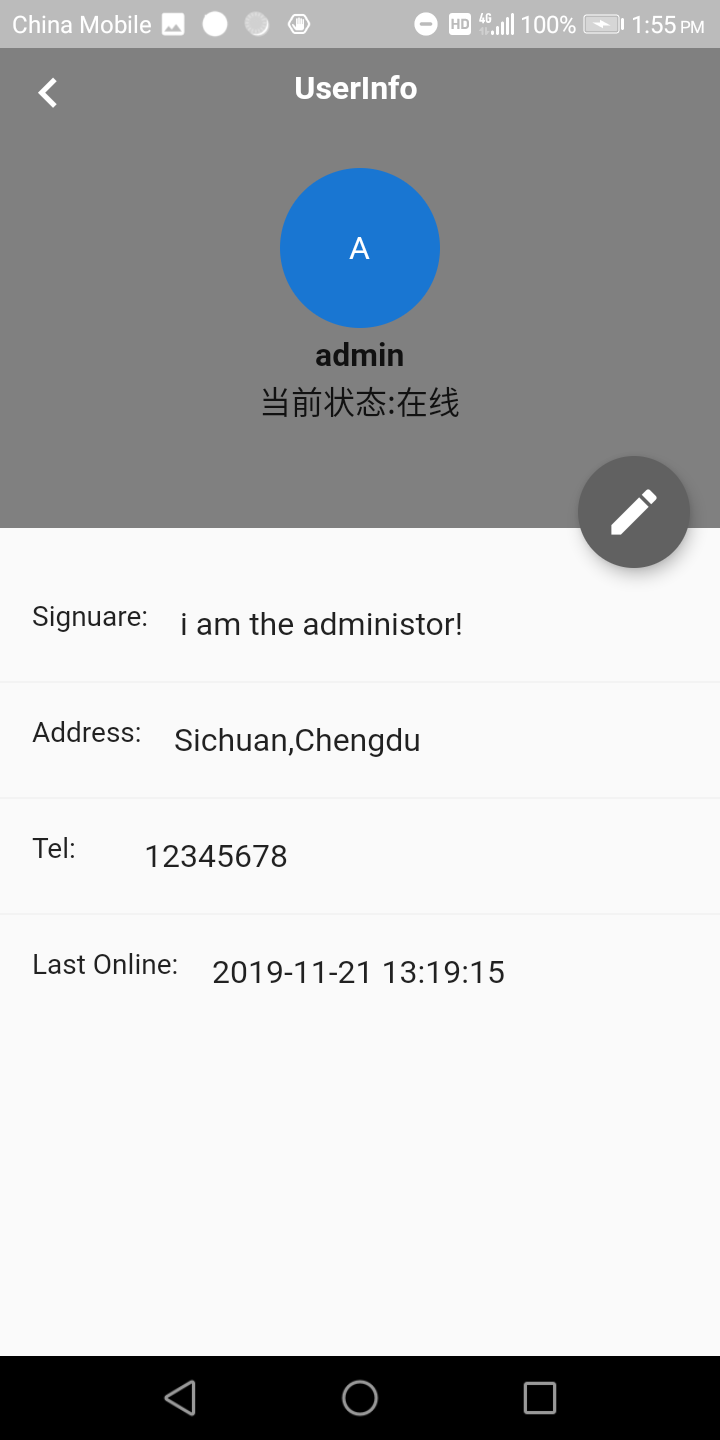 China Mobile HD 4G 100% 1:55 PM
UserInfo
A
admin
当前状态:在线
Signuare: i am the administor!
Address: Sichuan,Chengdu
Tel: 12345678
Last Online: 2019-11-21 13:19:15